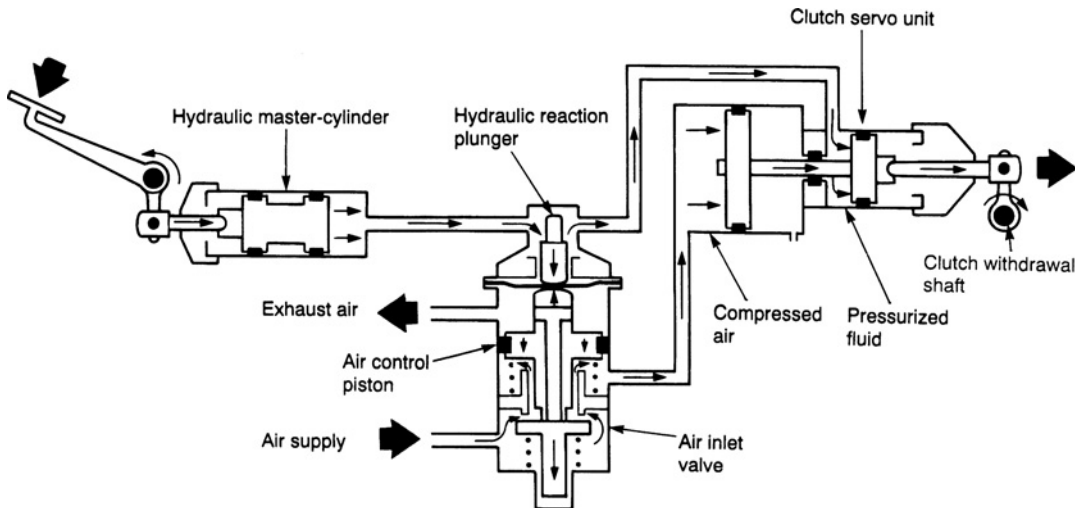 Clutch servo unit
Hydraulic master-cylinder
Hydraulic reaction
plunger
Clutch withdrawal
shaft
Exhaust air
Compressed
air
Pressurized
fluid
Air control
piston
Air supply
Air inlet
valve